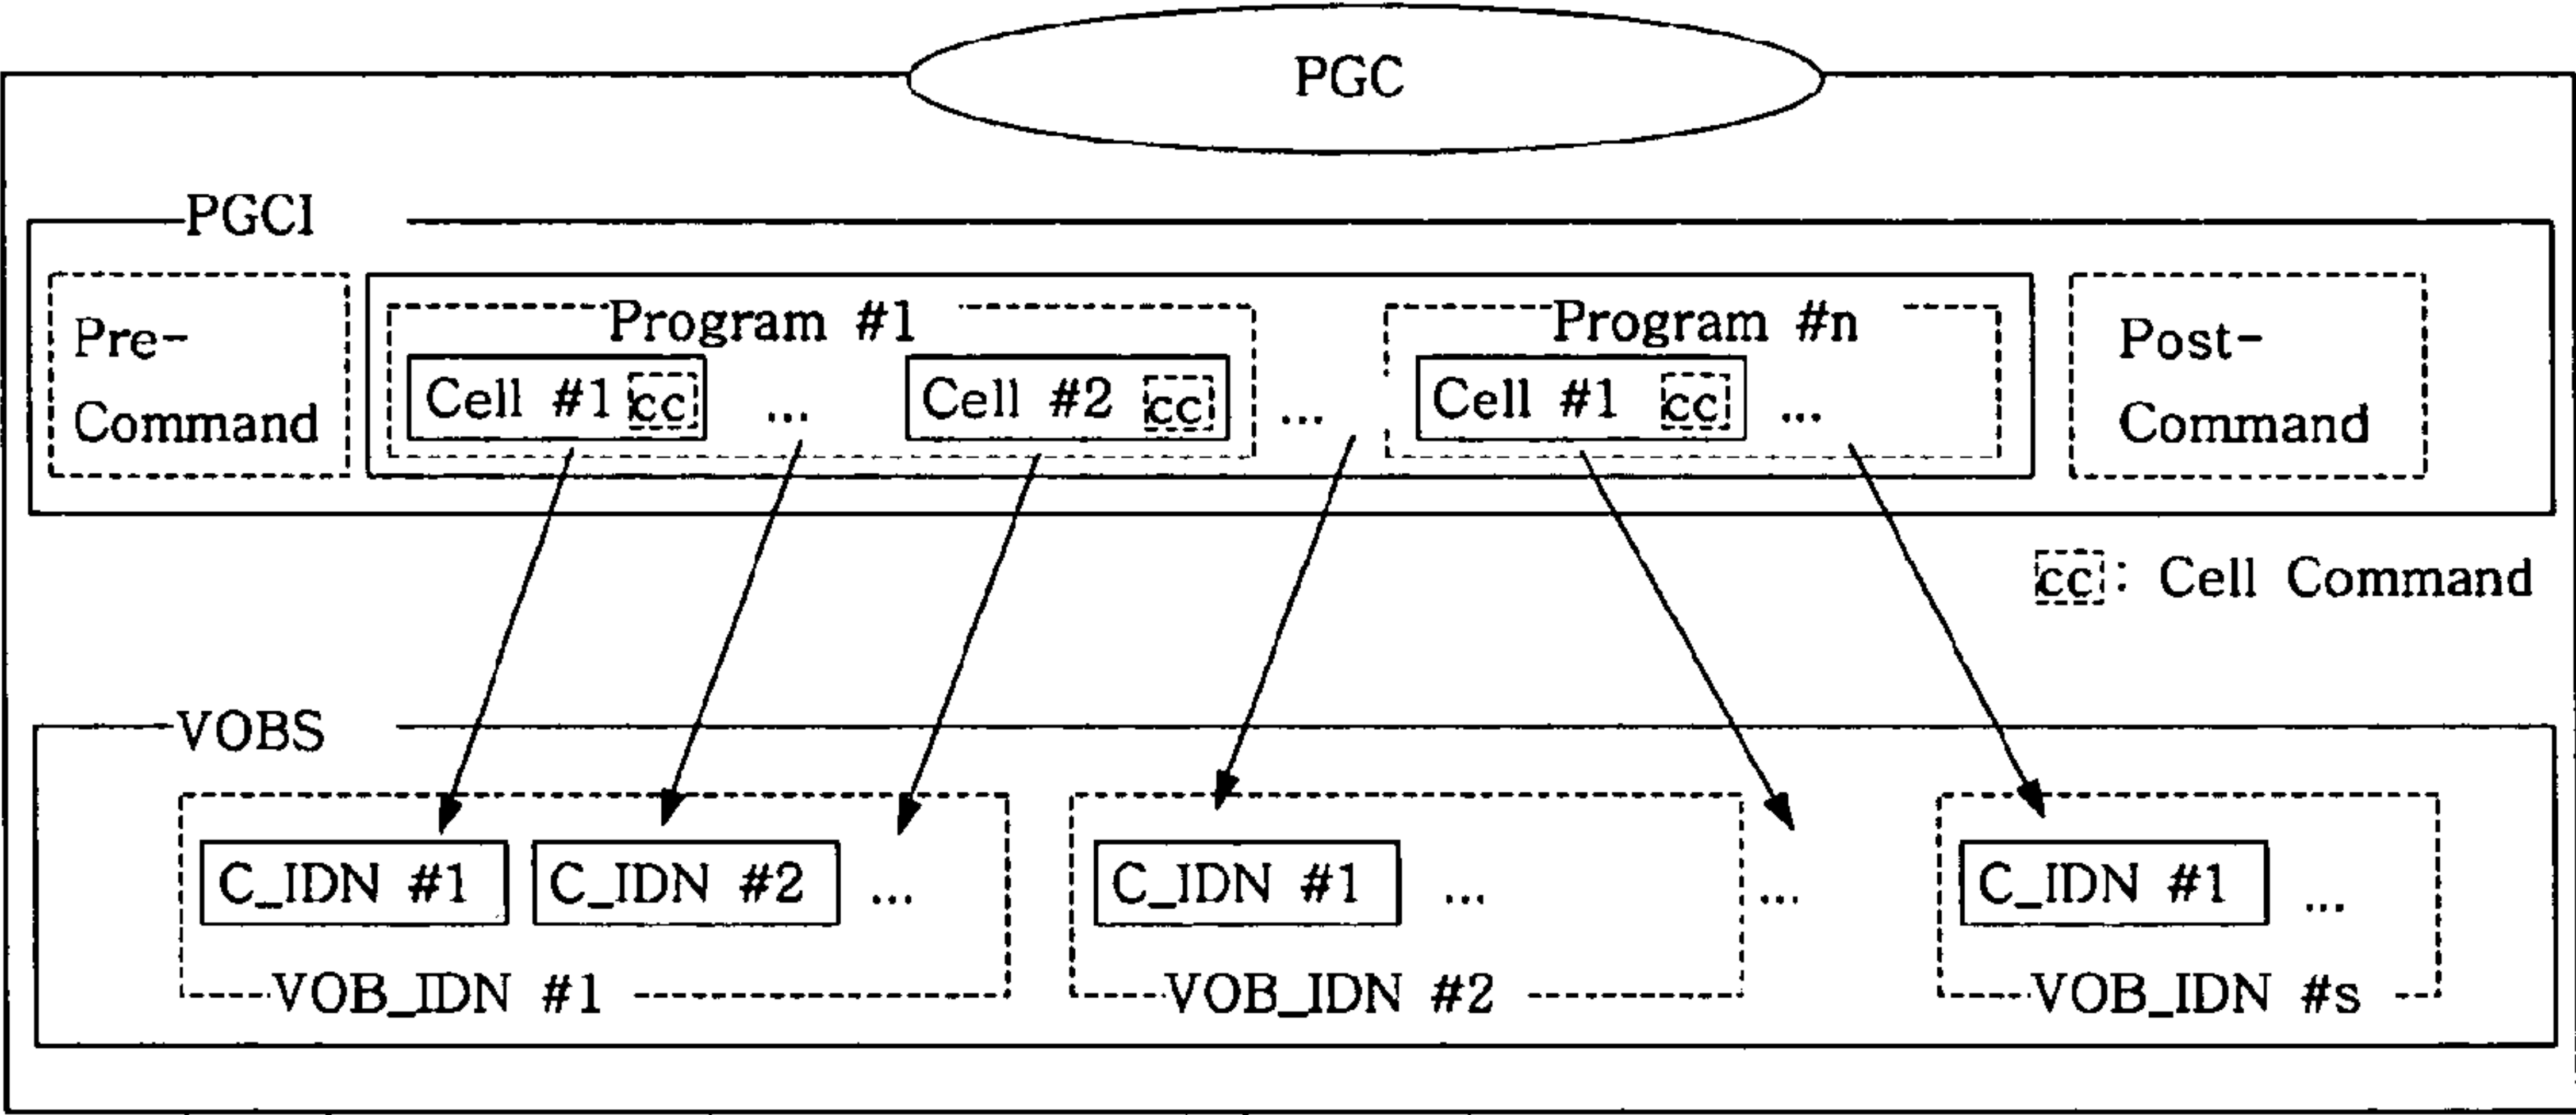 PGC
PGCI
Pre-
Command
Program #1
Cell #1 cc ... Cell #2 cc ...
Program #n
Cell #1 cc ...
Post-
Command
cc: Cell Command
VOBS
C_IDN #1 C_IDN #2 ... C_IDN #1 ... ... C_IDN #1 ...
VOB_IDN #1 VOB_IDN #2 VOB_IDN #s